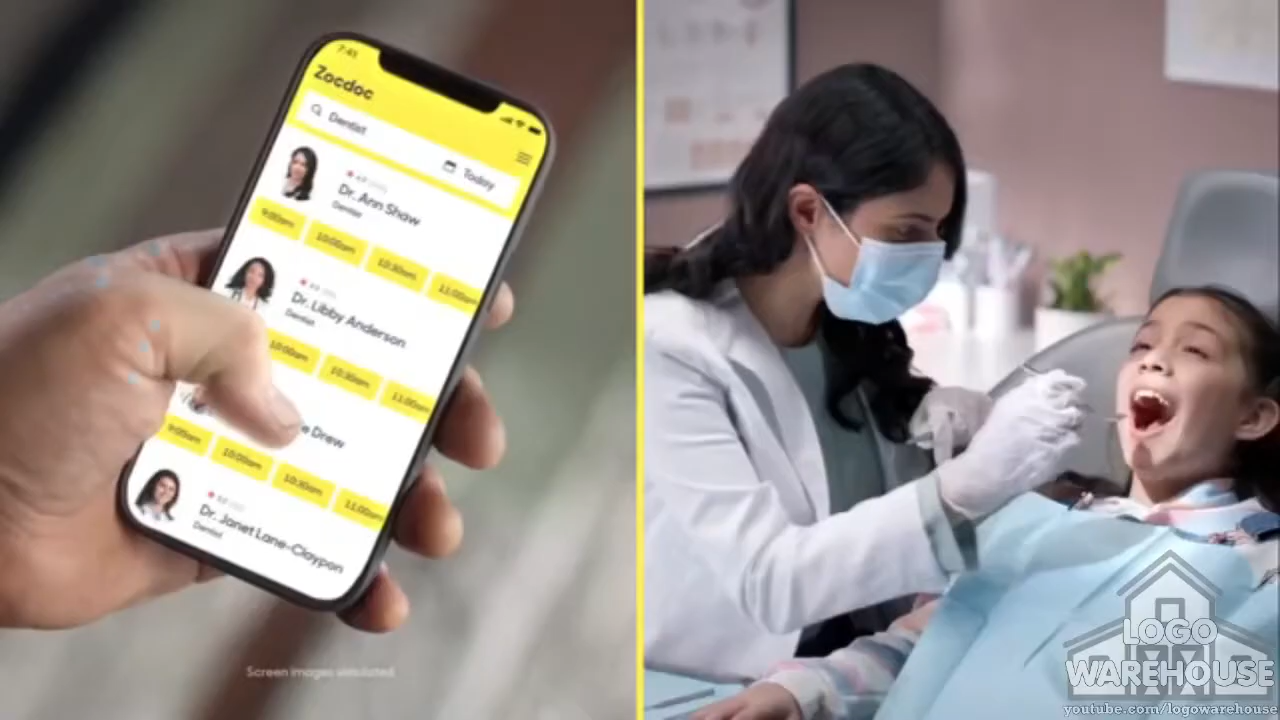 7:45
Zocdoc
Dentist
Today
Dr. Ann Shaw
Dentist
9:00am 10:00am 10:30am 11:00am
Dr. Libby Anderson
Dentist
10:00am 10:30am 11:00am
e Drew
9:00am 10:00am 10:30am 11:00am
Dr. Janet Lane-Claypon
Dentist
Screen images simulated.
LOGO
WAREHOUSE
youtube.com/logowarehouse